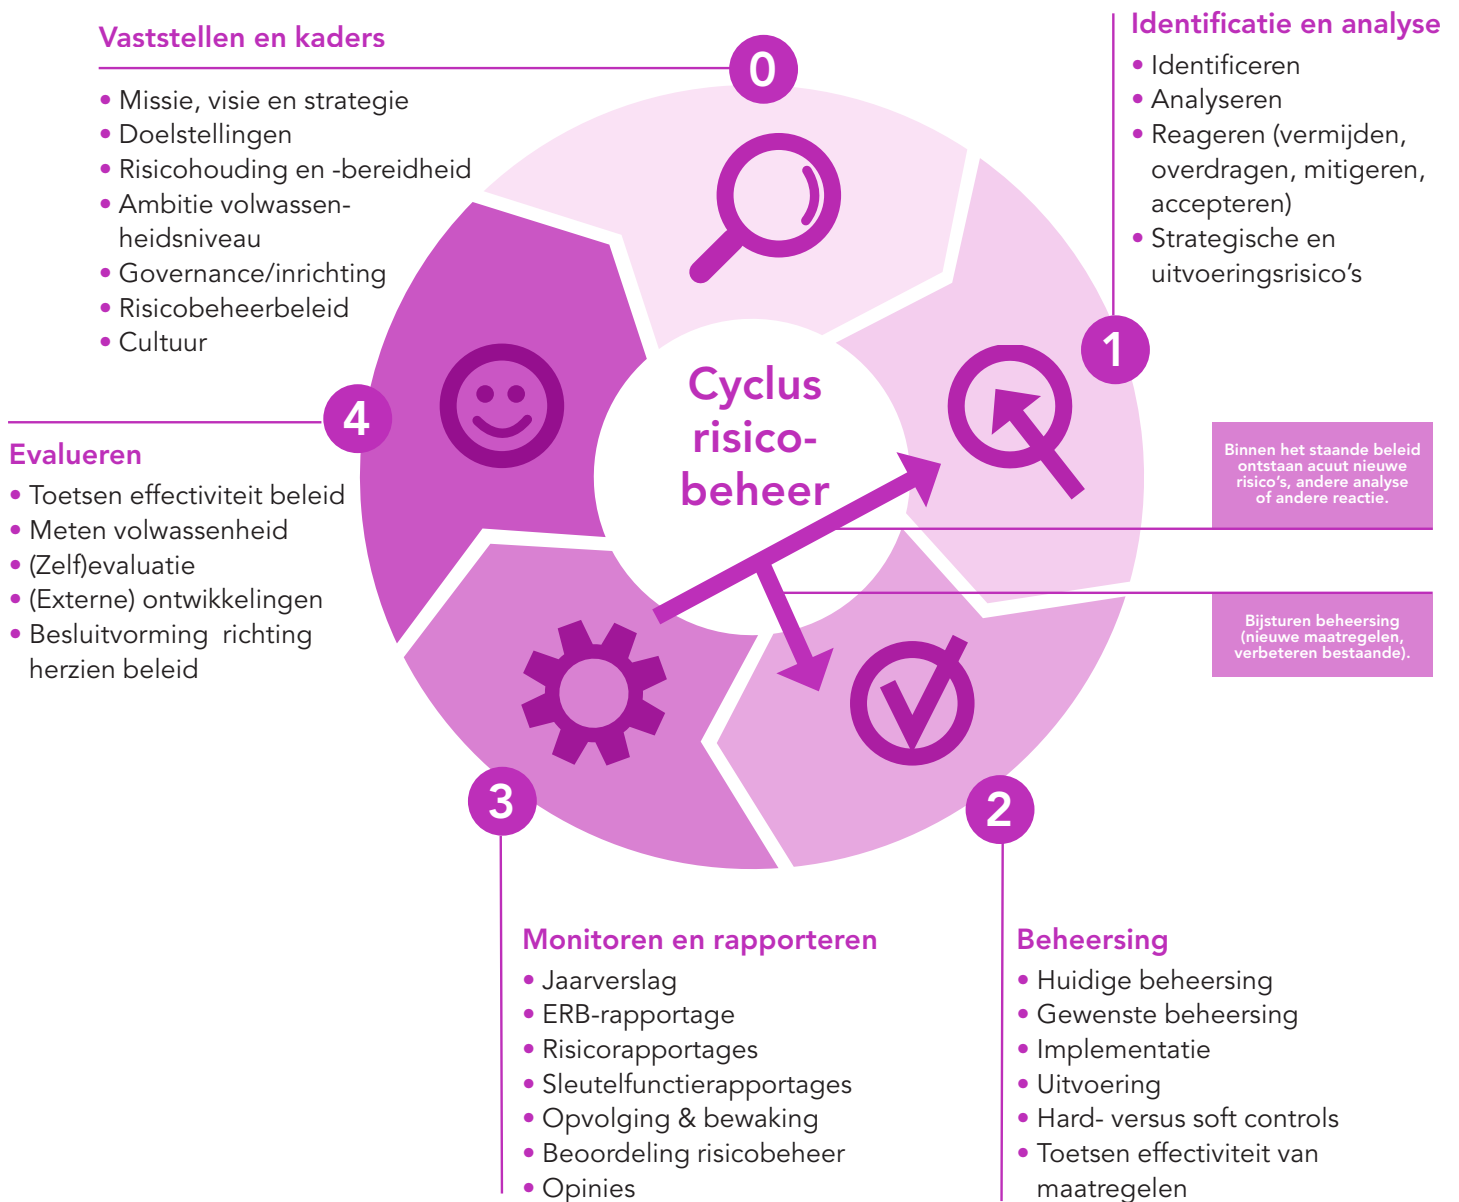 Vaststellen en kaders
0
• Missie, visie en strategie
• Doelstellingen
• Risicohouding en -bereidheid
• Ambitie volwassen-
heidsniveau
• Governance/inrichting
• Risicobeheerbeleid
• Cultuur
Identificatie en analyse
• Identificeren
• Analyseren
• Reageren (vermijden,
overdragen, mitigeren,
accepteren)
• Strategische en
uitvoeringsrisico’s
1
Cyclus
risico-
beheer
Binnen het staande beleid
ontstaan acuut nieuwe
risico’s, andere analyse
of andere reactie.
Bijsturen beheersing
(nieuwe maatregelen,
verbeteren bestaande).
4
Evalueren
• Toetsen effectiviteit beleid
• Meten volwassenheid
• (Zelf)evaluatie
• (Externe) ontwikkelingen
• Besluitvorming  richting
herzien beleid
3
Monitoren en rapporteren
• Jaarverslag
• ERB-rapportage
• Risicorapportages
• Sleutelfunctierapportages
• Opvolging & bewaking
• Beoordeling risicobeheer
• Opinies
2
Beheersing
• Huidige beheersing
• Gewenste beheersing
• Implementatie
• Uitvoering
• Hard- versus soft controls
• Toetsen effectiviteit van
maatregelen